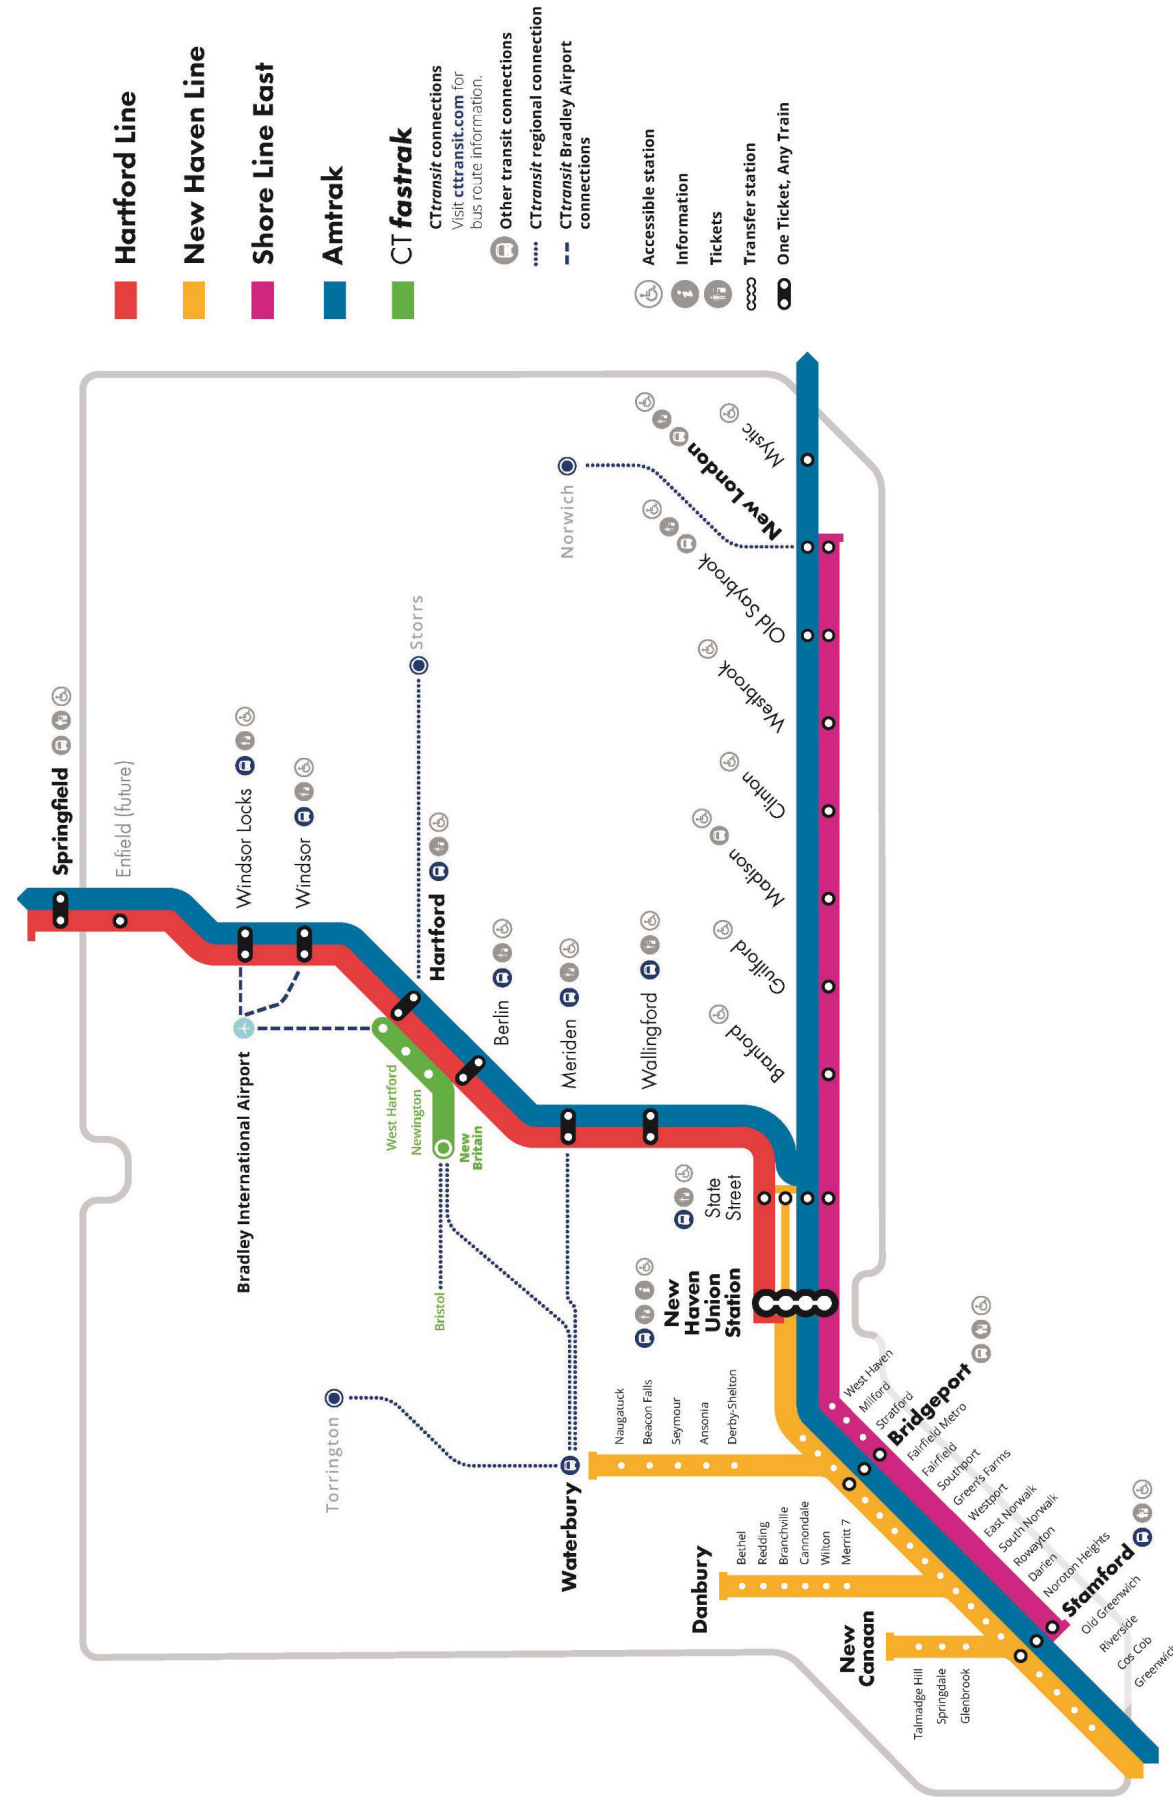 Hartford Line
New Haven Line
Shore Line East
Amtrak
CTfastrak
CTtransit connections
Visit cttransit.com for
bus route information.
Other transit connections
CTtransit regional connection
CTtransit Bradley Airport
connections
Accessible station
Information
Tickets
Transfer station
One Ticket, Any Train
Springfield
Enfield (future)
Windsor Locks
Windsor
Bradley International Airport
Hartford
Storrs
West Hartford
Newington
New
Britain
Bristol
Berlin
Meriden
Wallingford
Torrington
Waterbury
Naugatuck
Beacon Falls
Seymour
Ansonia
Derby-Shelton
State
Street
New
Haven
Union
Station
Norwich
Branford
Guilford
Madison
Clinton
Westbrook
Old Saybrook
New London
Mystic
Danbury
Bethel
Redding
Branchville
Cannondale
Wilton
Merritt 7
New
Canaan
Talmadge Hill
Springdale
Glenbrook
West Haven
Milford
Stratford
Bridgeport
Fairfield Metro
Fairfield
Southport
Green's Farms
Westport
East Norwalk
South Norwalk
Rowayton
Darien
Noroton Heights
Stamford
Old Greenwich
Riverside
Cos Cob
Greenwich